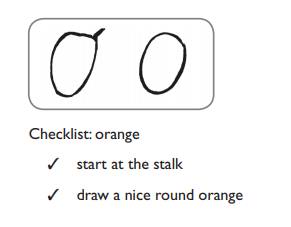 Checklist: orange
✓ start at the stalk
✓ draw a nice round orange